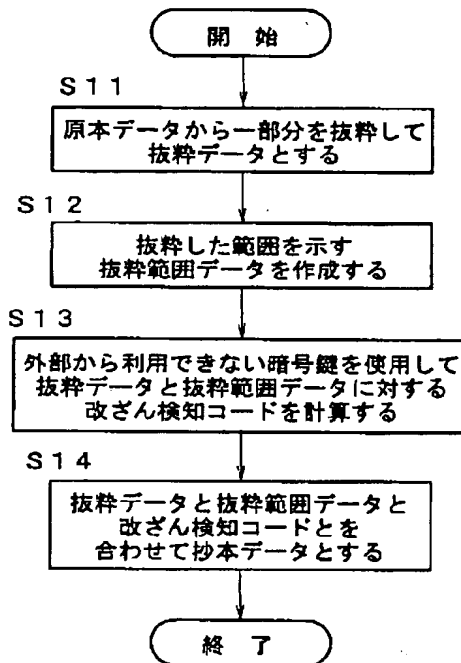 開 始
S11
原本データから一部分を抜粋して
抜粋データとする
S12
抜粋した範囲を示す
抜粋範囲データを作成する
S13
外部から利用できない暗号鍵を使用して
抜粋データと抜粋範囲データに対する
改ざん検知コードを計算する
S14
抜粋データと抜粋範囲データと
改ざん検知コードとを
合わせて抄本データとする
終 了